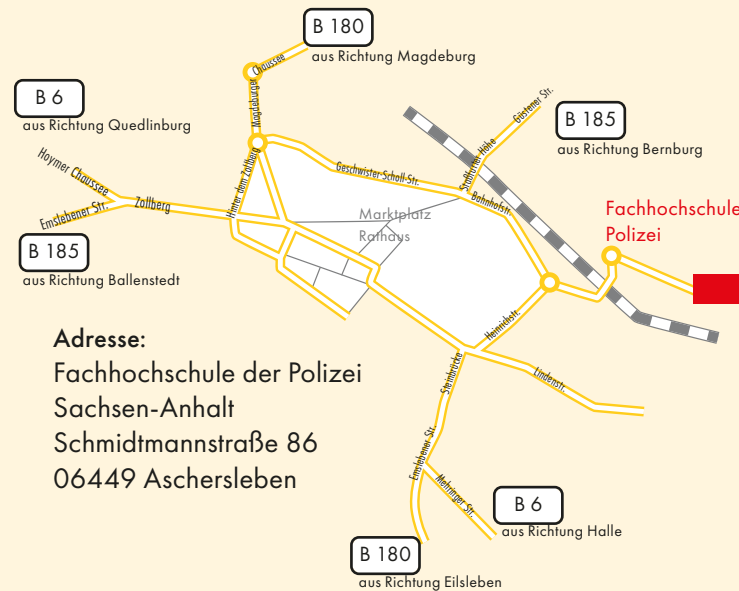 B 180
aus Richtung Magdeburg
Magdeburger Chaussee
B 6
aus Richtung Quedlinburg
Hoymer Chaussee
Emslebener Str.
Zollberg
Hinter dem Zollberg
B 185
aus Richtung Ballenstedt
Geschwister-Scholl-Str.
Staßfurter Höhe
Güstener Str.
B 185
aus Richtung Bernburg
Bahnhofstr.
Marktplatz
Rathaus
Fachhochschule
Polizei
Heinrichstr.
Lindenstr.
Steinbrücke
Emslebener Str.
Mehringer Str.
B 6
aus Richtung Halle
B 180
aus Richtung Eilsleben
Adresse:
Fachhochschule der Polizei
Sachsen-Anhalt
Schmidtmannstraße 86
06449 Aschersleben